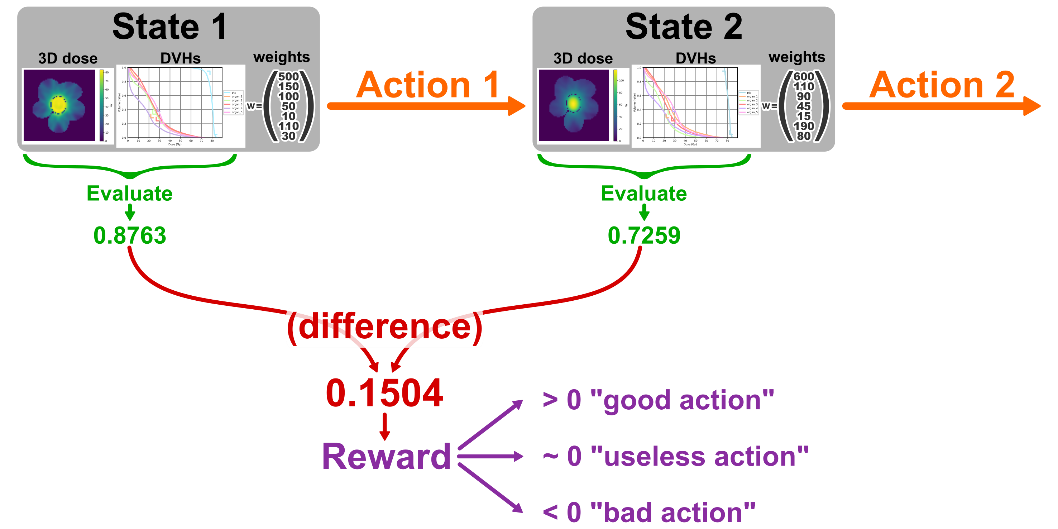 State 1
3D dose
DVHs
weights
w=
500
150
100
50
10
110
30
Action 1
State 2
3D dose
DVHs
weights
w=
600
110
90
45
15
190
80
Action 2
Evaluate
0.8763
Evaluate
0.7259
(difference)
0.1504
Reward
> 0 "good action"
~ 0 "useless action"
< 0 "bad action"